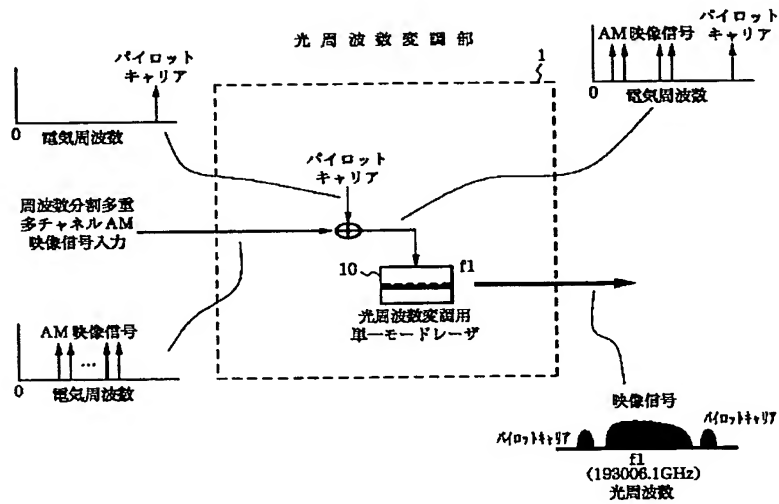 光周波数変調部
1
パイロット
キャリア
0
電気周波数
AM 映像信号
パイロット
キャリア
0
電気周波数
パイロット
キャリア
周波数分割多重
多チャネル AM
映像信号入力
10
f1
光周波数変調用
単一モードレーザ
AM 映像信号
...
0
電気周波数
映像信号
パイロットキャリア
パイロットキャリア
f1
(193006.1GHz)
光周波数